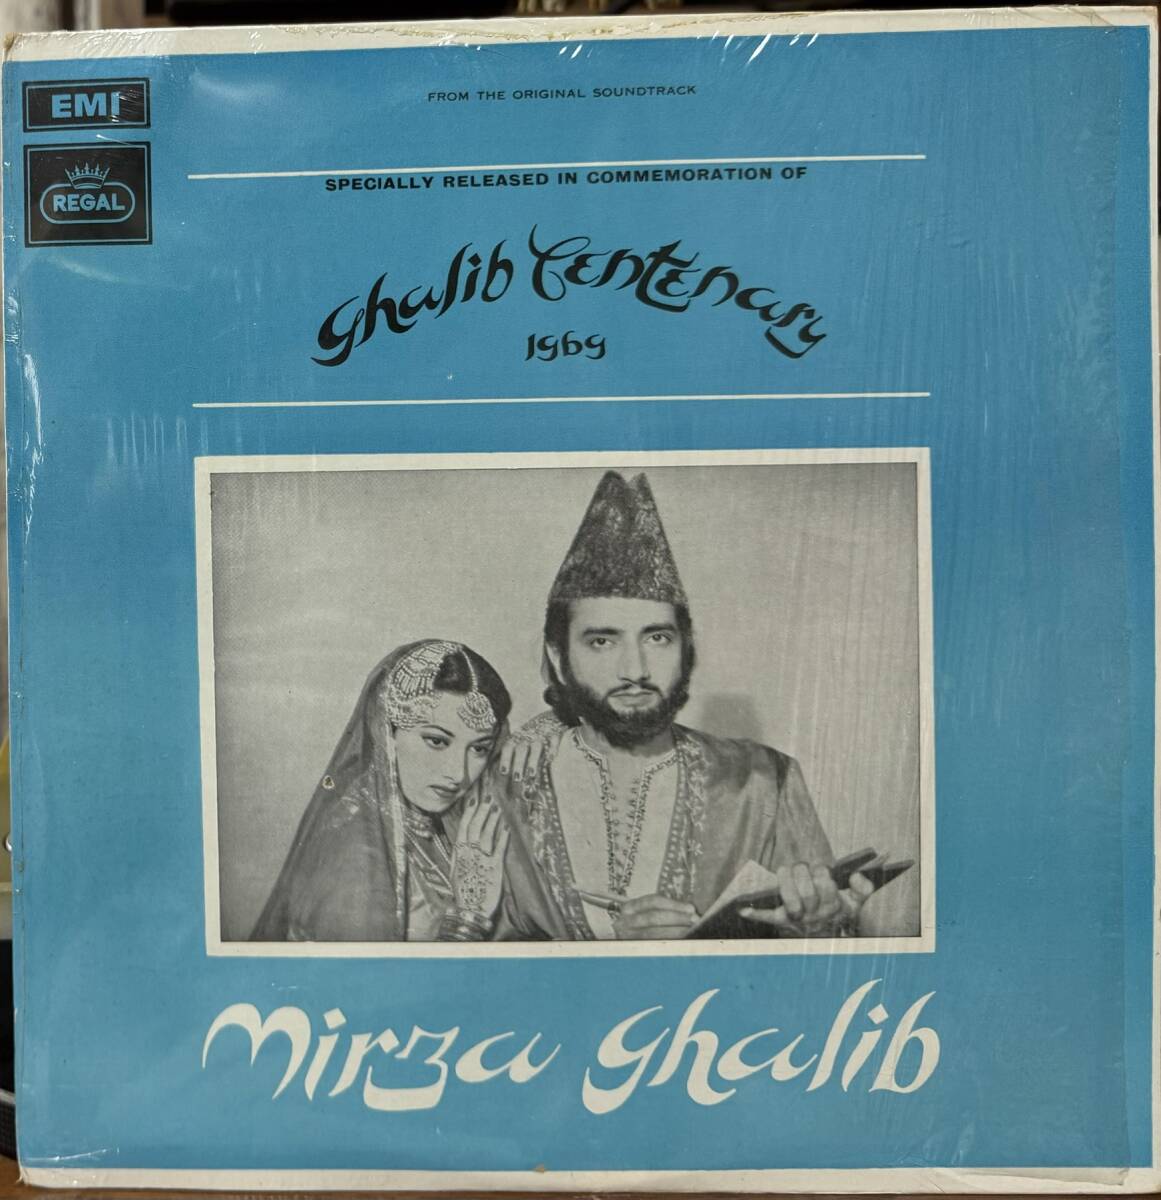 EMI
REGAL
FROM THE ORIGINAL SOUNDTRACK
SPECIALLY RELEASED IN COMMEMORATION OF
Ghalib Centenary
1969
Mirza Ghalib